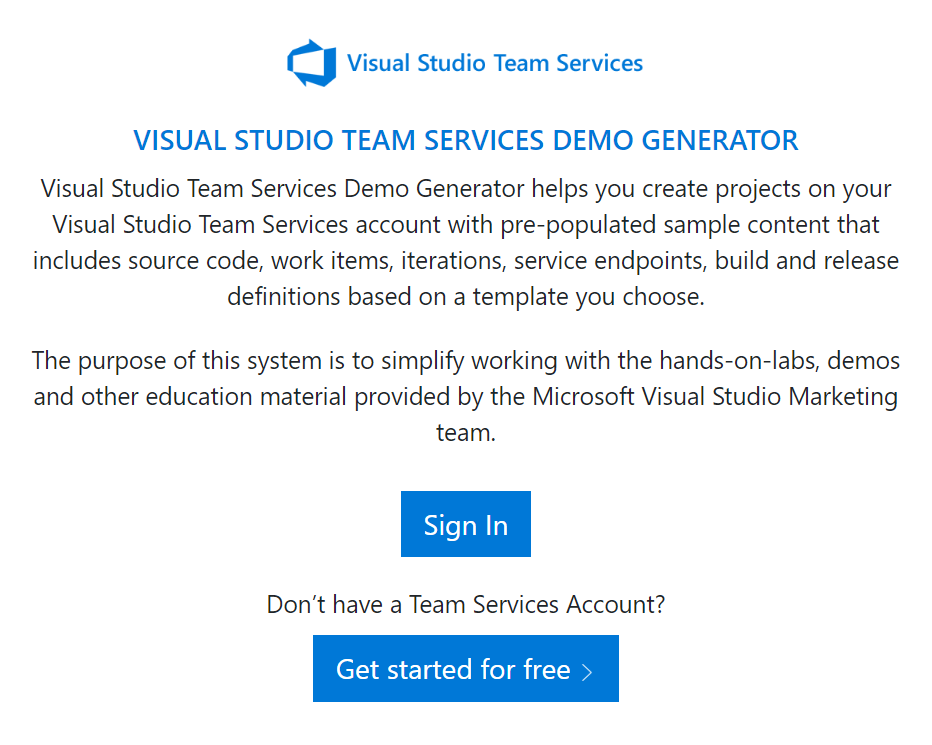 Visual Studio Team Services
VISUAL STUDIO TEAM SERVICES DEMO GENERATOR
Visual Studio Team Services Demo Generator helps you create projects on your
Visual Studio Team Services account with pre-populated sample content that
includes source code, work items, iterations, service endpoints, build and release
definitions based on a template you choose.
The purpose of this system is to simplify working with the hands-on-labs, demos
and other education material provided by the Microsoft Visual Studio Marketing
team.
Sign In
Don’t have a Team Services Account?
Get started for free >